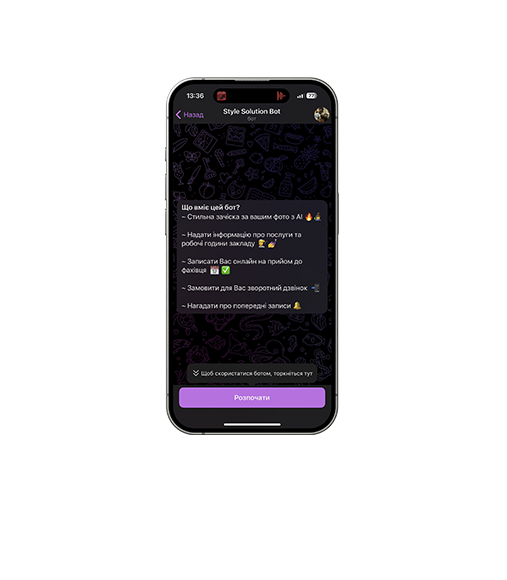 13:36
77
Назад
Style Solution Bot
бот
Що вміє цей бот?
~ Стильна зачіска за вашим фото з AI 🔥💈
~ Надати інформацію про послуги та
робочі години закладу 💇💅
~ Записати Вас онлайн на прийом до
фахівця 📅 ✅
~ Замовити для Вас зворотний дзвінок 📲
~ Нагадати про попередні записи 🔔
Щоб скористатися ботом, торкніться тут
Розпочати